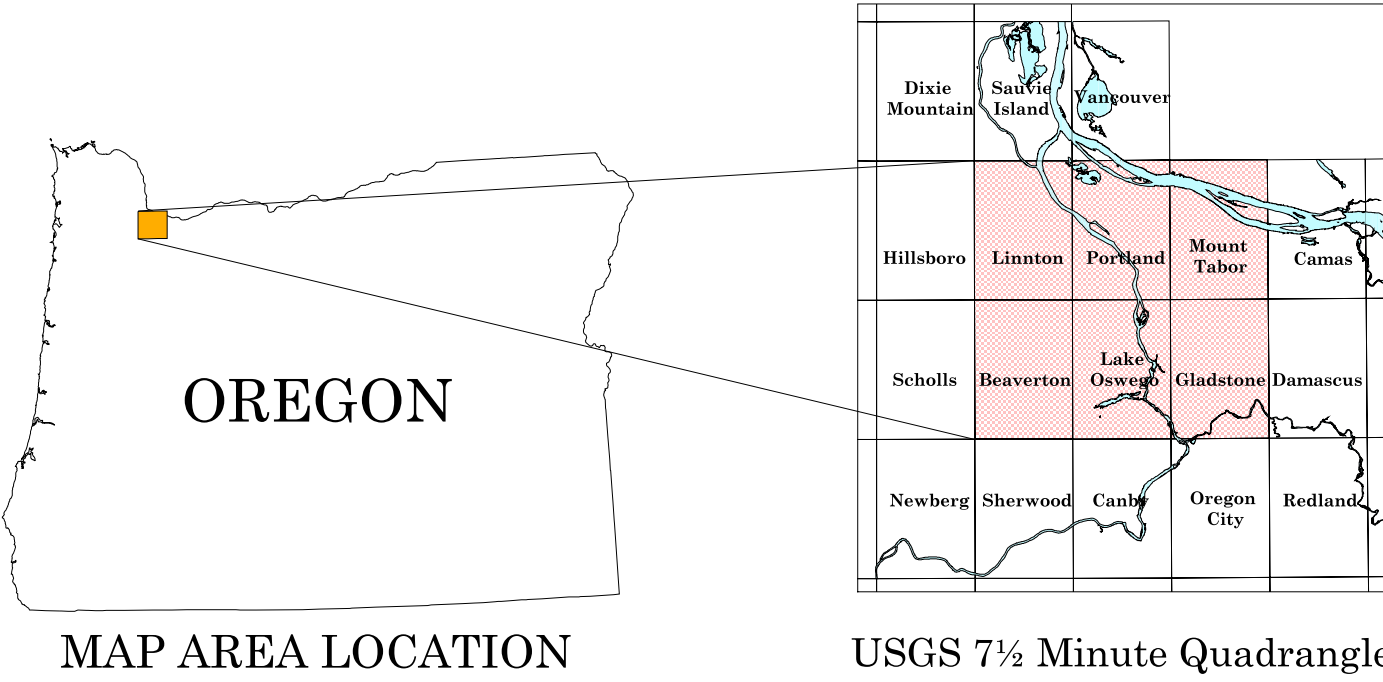 OREGON
MAP AREA LOCATION
Dixie
Mountain
Sauvie
Island
Vancouver
Hillsboro
Linnton
Portland
Mount
Tabor
Camas
Scholls
Beaverton
Lake
Oswego
Gladstone
Damascus
Newberg
Sherwood
Canby
Oregon
City
Redland
USGS 7½ Minute Quadrangle